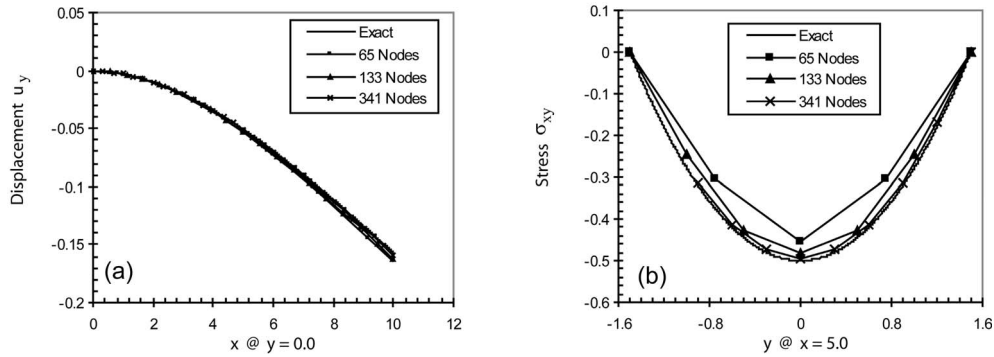 Displacement u_y
0
-0.05
-0.1
-0.15
-0.2
0 2 4 6 8 10 12
x @ y = 0.0
Exact
65 Nodes
133 Nodes
341 Nodes
(a)
Stress σ_xy
0.1
0
-0.1
-0.2
-0.3
-0.4
-0.5
-0.6
-1.6 -0.8 0 0.8 1.6
y @ x = 5.0
Exact
65 Nodes
133 Nodes
341 Nodes
(b)